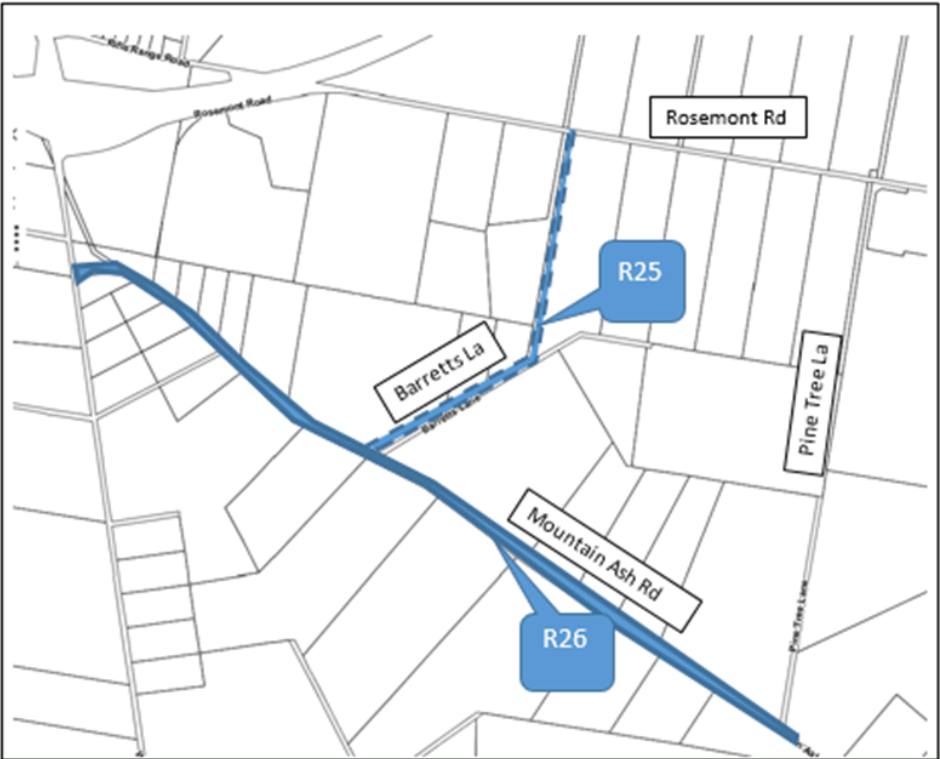 Rosemont Road
Rosemont Rd
R25
Barretts La
Barretts Lane
Pine Tree La
Mountain Ash Rd
Pine Tree Lane
R26